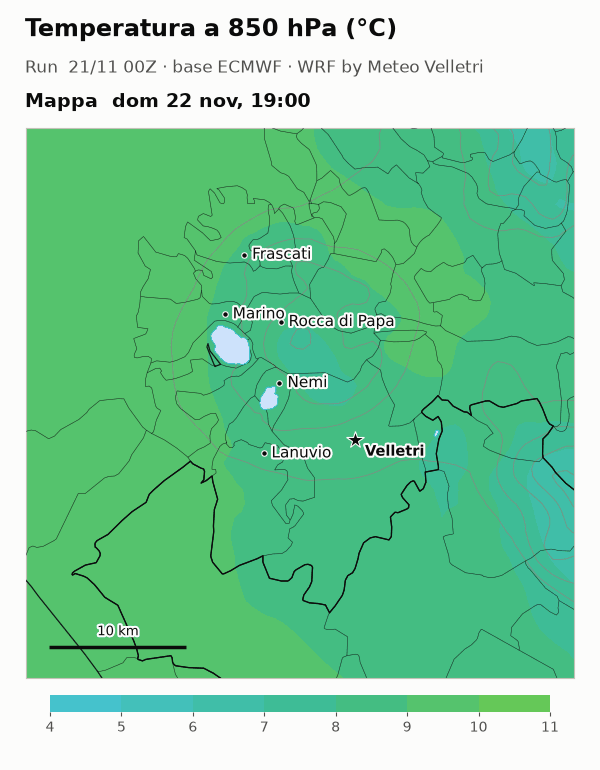 Temperatura a 850 hPa (°C)
Run  21/11 00Z · base ECMWF · WRF by Meteo Velletri
Mappa  dom 22 nov, 19:00
Frascati
Marino
Rocca di Papa
Nemi
Velletri
Lanuvio
10 km
4 5 6 7 8 9 10 11